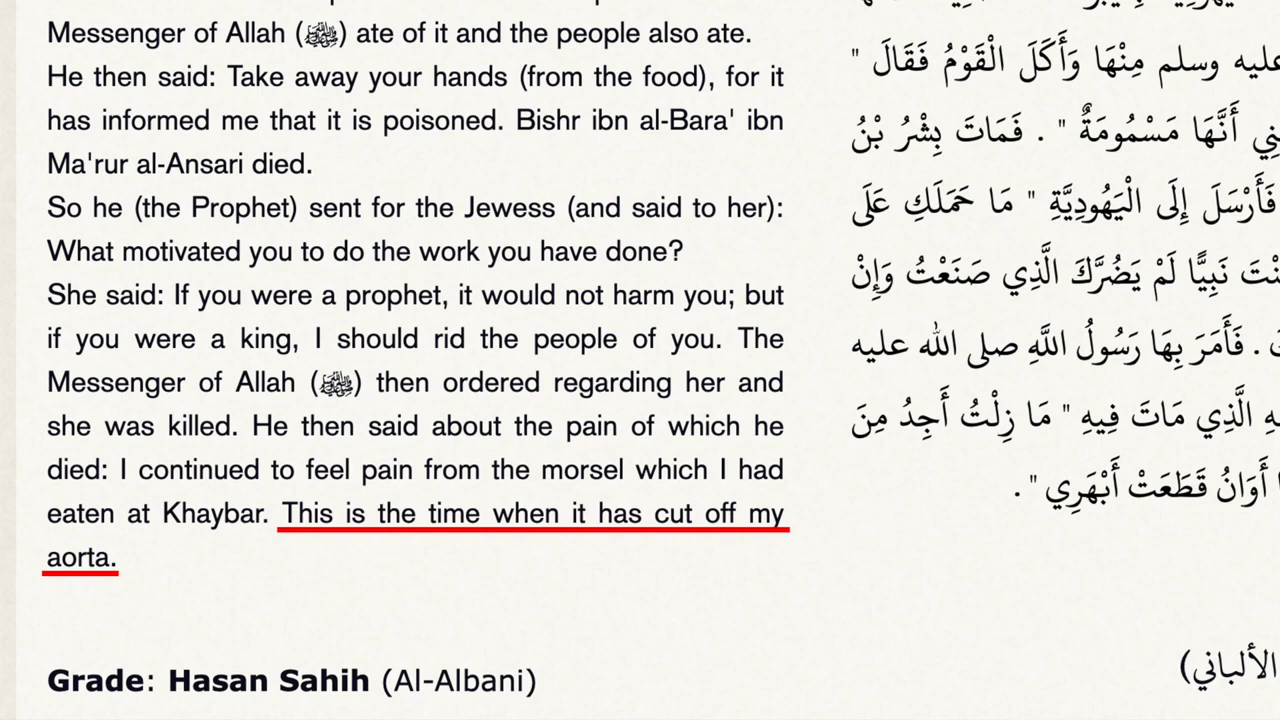 Messenger of Allah (ﷺ) ate of it and the people also ate.
He then said: Take away your hands (from the food), for it
has informed me that it is poisoned. Bishr ibn al-Bara' ibn
Ma'rur al-Ansari died.
So he (the Prophet) sent for the Jewess (and said to her):
What motivated you to do the work you have done?
She said: If you were a prophet, it would not harm you; but
if you were a king, I should rid the people of you. The
Messenger of Allah (ﷺ) then ordered regarding her and
she was killed. He then said about the pain of which he
died: I continued to feel pain from the morsel which I had
eaten at Khaybar. This is the time when it has cut off my
aorta.
Grade: Hasan Sahih (Al-Albani)
عليه وسلم مِنْهَا وَأَكَلَ الْقَوْمُ فَقَالَ "
أَنَّهَا مَسْمُومَةٌ " . فَمَاتَ بِشْرُ بْنُ
فَأَرْسَلَ إِلَى الْيَهُودِيَّةِ " مَا حَمَلَكِ عَلَى
نَبِيًّا لَمْ يَضُرَّكَ الَّذِي صَنَعْتُ وَإِنْ
. فَأَمَرَ بِهَا رَسُولُ اللَّهِ صلى الله عليه
الَّذِي مَاتَ فِيهِ " مَا زِلْتُ أَجِدُ مِنَ
أَوَانُ قَطَعَتْ أَبْهَرِي " .
الألباني)